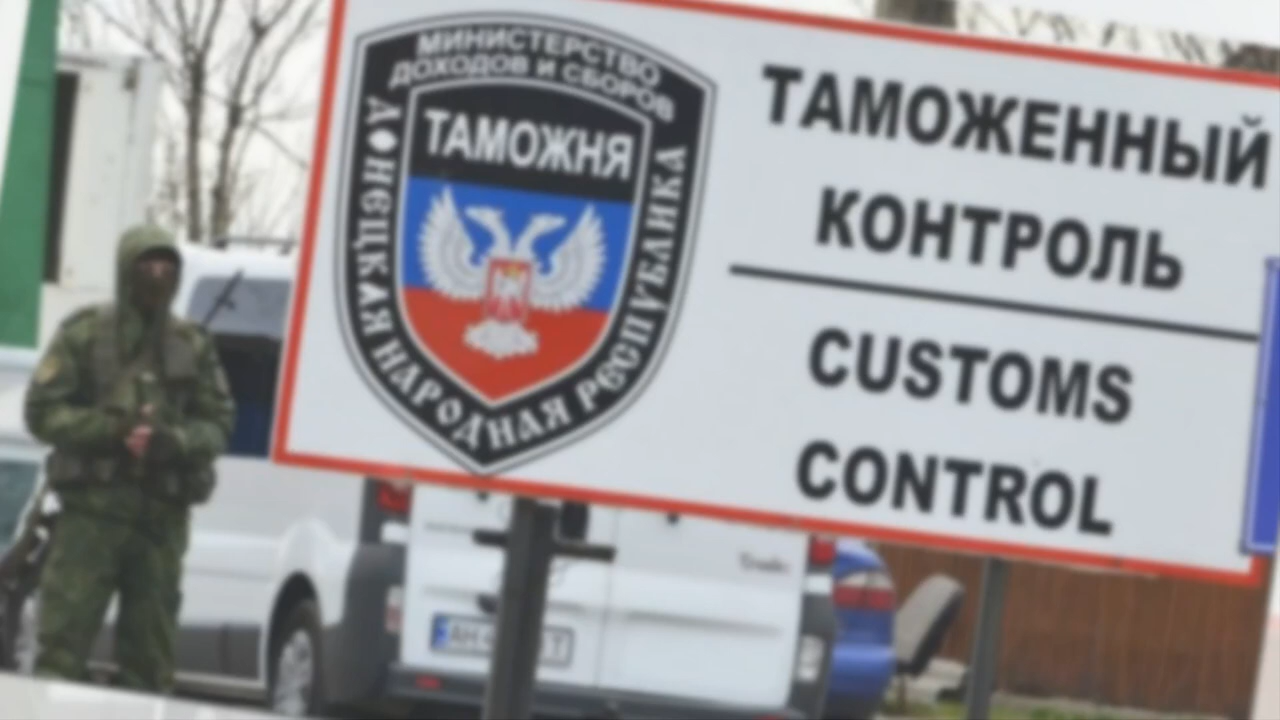 МИНИСТЕРСТВО
ДОХОДОВ И СБОРОВ
ТАМОЖНЯ
ДОНЕЦКАЯ НАРОДНАЯ РЕСПУБЛИКА
ТАМОЖЕННЫЙ
КОНТРОЛЬ
CUSTOMS
CONTROL